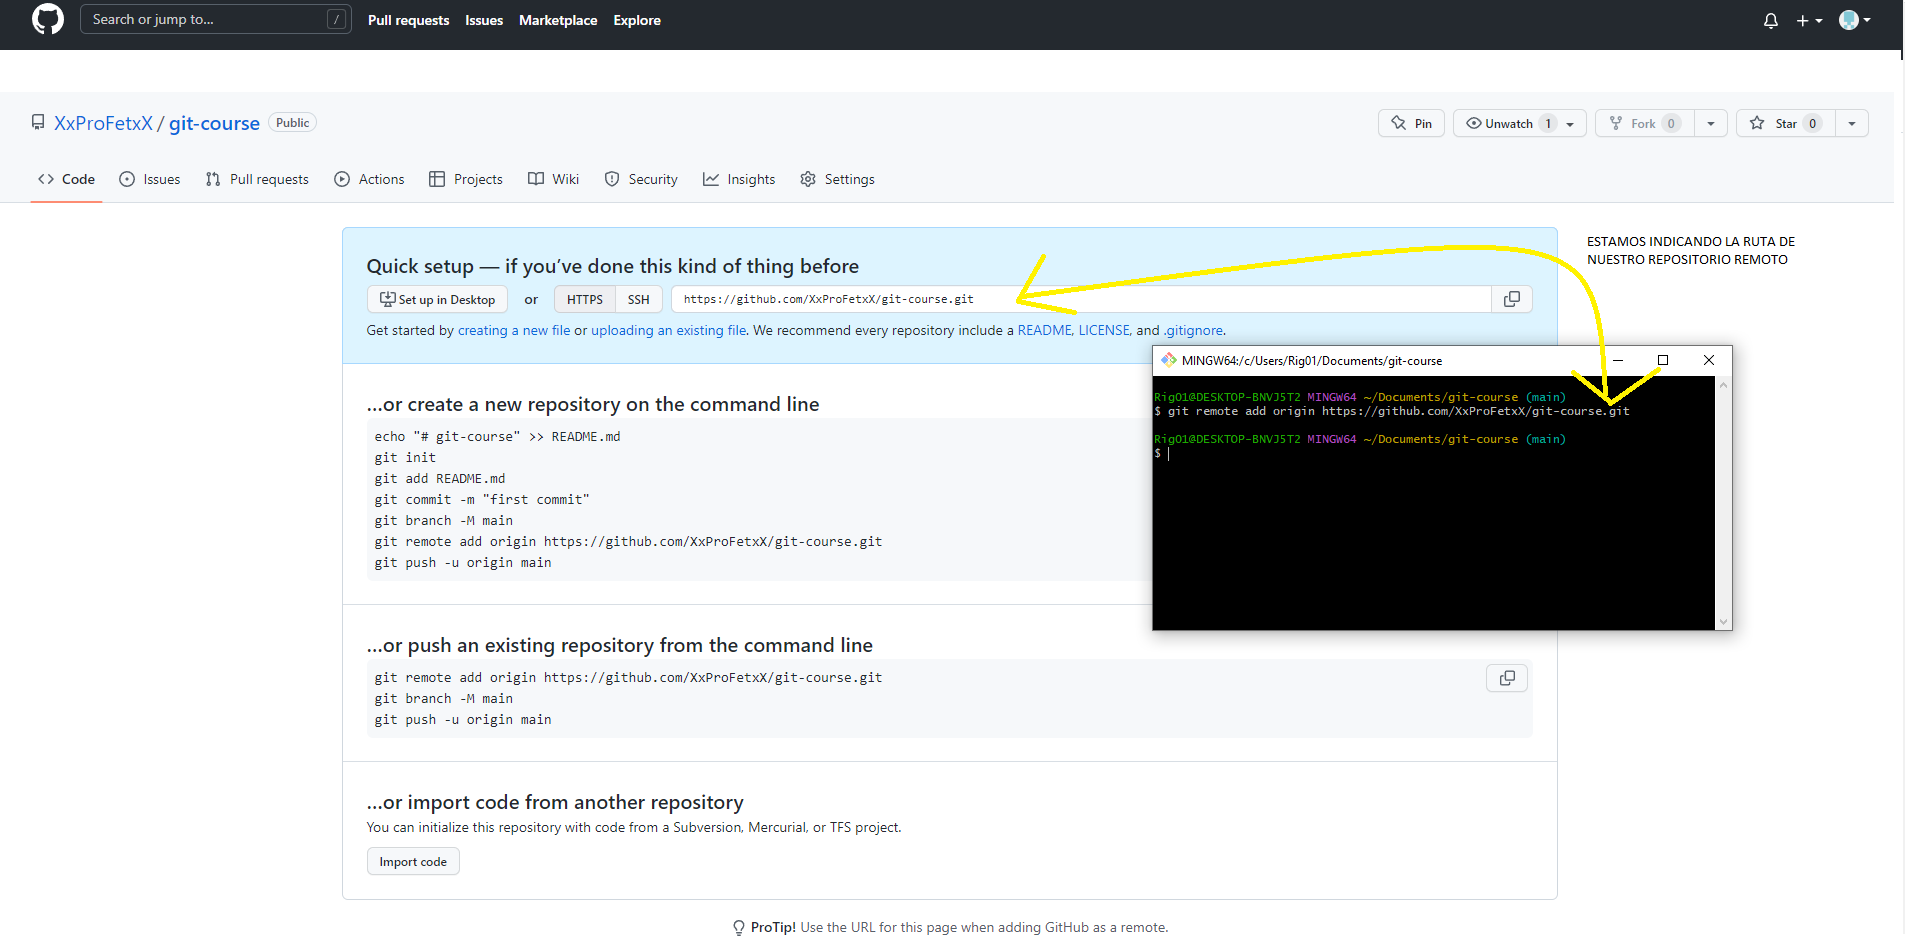 Search or jump to... /
Pull requests Issues Marketplace Explore
XxProFetxX / git-course Public
Pin Unwatch 1 Fork 0 Star 0
Code Issues Pull requests Actions Projects Wiki Security Insights Settings
ESTAMOS INDICANDO LA RUTA DE
NUESTRO REPOSITORIO REMOTO
Quick setup — if you've done this kind of thing before
Set up in Desktop or HTTPS SSH https://github.com/XxProFetxX/git-course.git
Get started by creating a new file or uploading an existing file. We recommend every repository include a README, LICENSE, and .gitignore.
MINGW64:/c/Users/Rig01/Documents/git-course
Rig01@DESKTOP-BNVJ5T2 MINGW64 ~/Documents/git-course (main)
$ git remote add origin https://github.com/XxProFetxX/git-course.git
Rig01@DESKTOP-BNVJ5T2 MINGW64 ~/Documents/git-course (main)
$
...or create a new repository on the command line
echo "# git-course" >> README.md
git init
git add README.md
git commit -m "first commit"
git branch -M main
git remote add origin https://github.com/XxProFetxX/git-course.git
git push -u origin main
...or push an existing repository from the command line
git remote add origin https://github.com/XxProFetxX/git-course.git
git branch -M main
git push -u origin main
...or import code from another repository
You can initialize this repository with code from a Subversion, Mercurial, or TFS project.
Import code
ProTip! Use the URL for this page when adding GitHub as a remote.